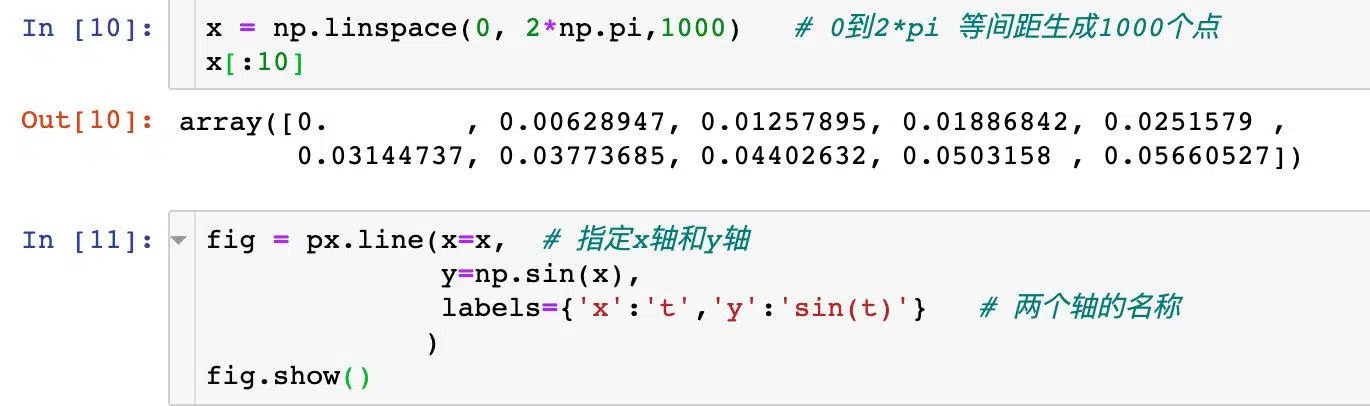 In [10]: x = np.linspace(0, 2*np.pi,1000)   # 0到2*pi 等间距生成1000个点
x[:10]
Out[10]: array([0.        , 0.00628947, 0.01257895, 0.01886842, 0.0251579 ,
       0.03144737, 0.03773685, 0.04402632, 0.0503158 , 0.05660527])
In [11]: fig = px.line(x=x,  # 指定x轴和y轴
              y=np.sin(x),
              labels={'x':'t','y':'sin(t)'}   # 两个轴的名称
             )
fig.show()